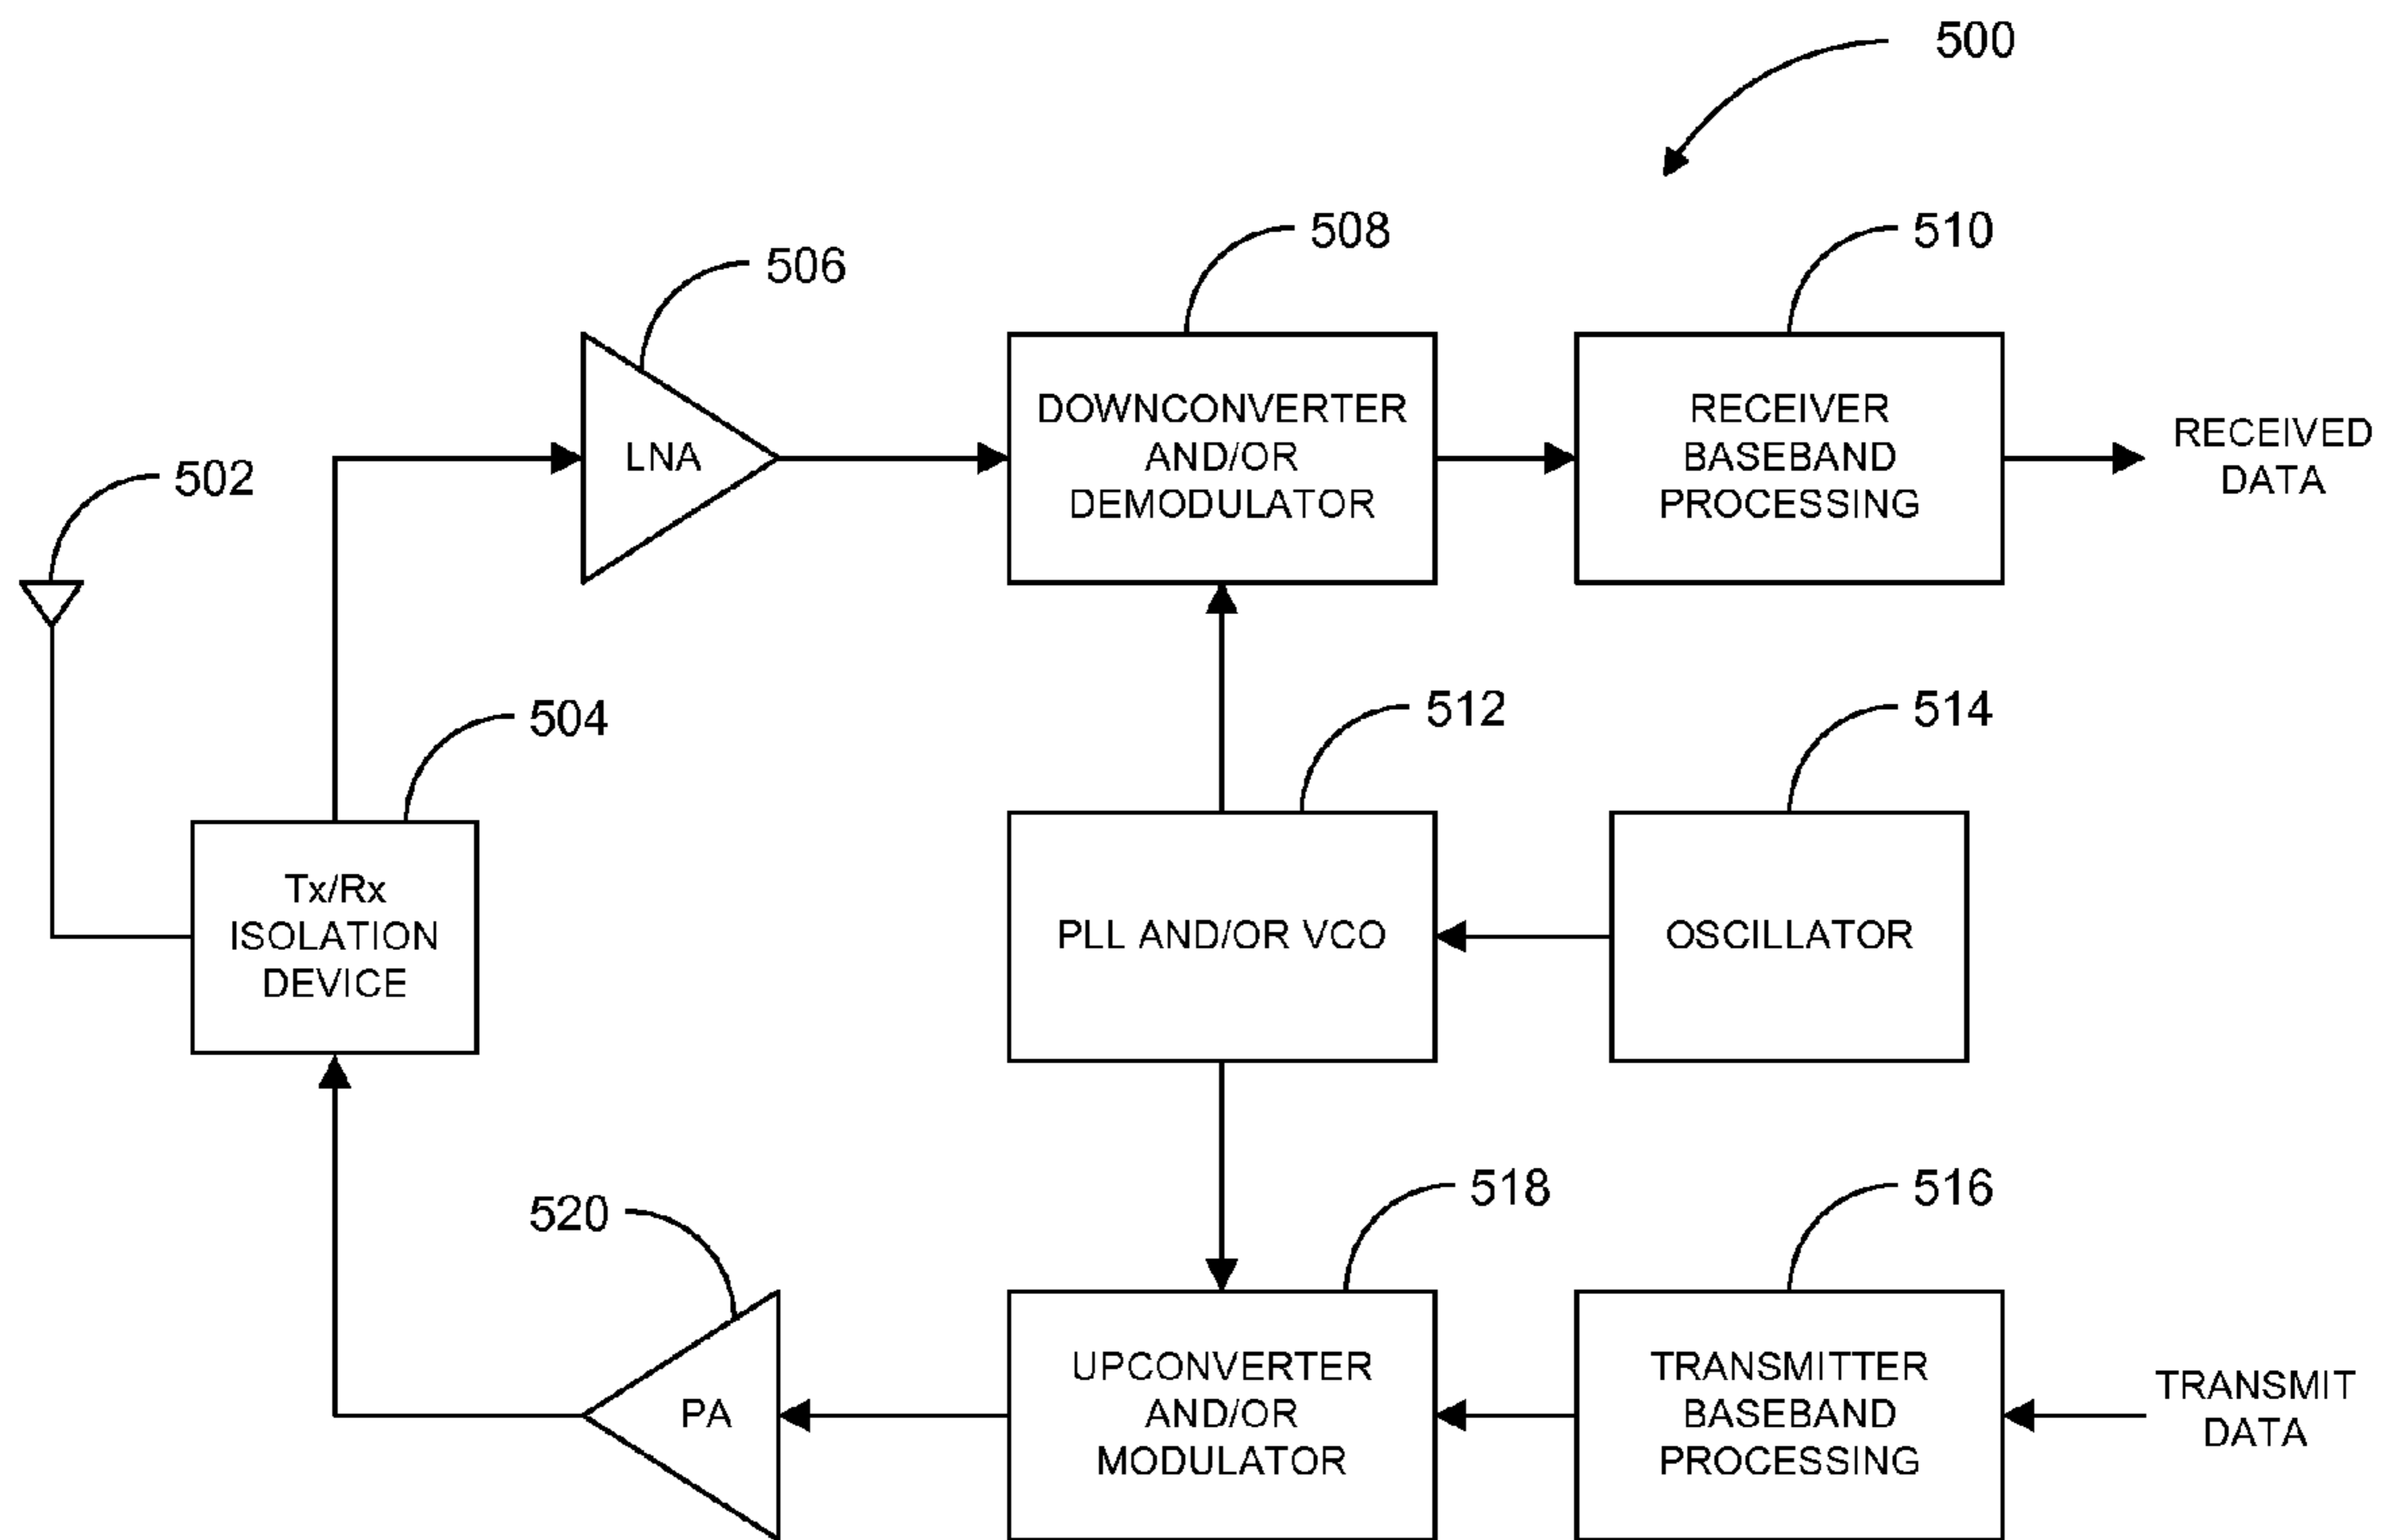 500
508
510
506
DOWNCONVERTER
AND/OR
DEMODULATOR
RECEIVER
BASEBAND
PROCESSING
LNA
RECEIVED
DATA
502
504
512
514
Tx/Rx
ISOLATION
DEVICE
PLL AND/OR VCO
OSCILLATOR
520
518
516
PA
UPCONVERTER
AND/OR
MODULATOR
TRANSMITTER
BASEBAND
PROCESSING
TRANSMIT
DATA